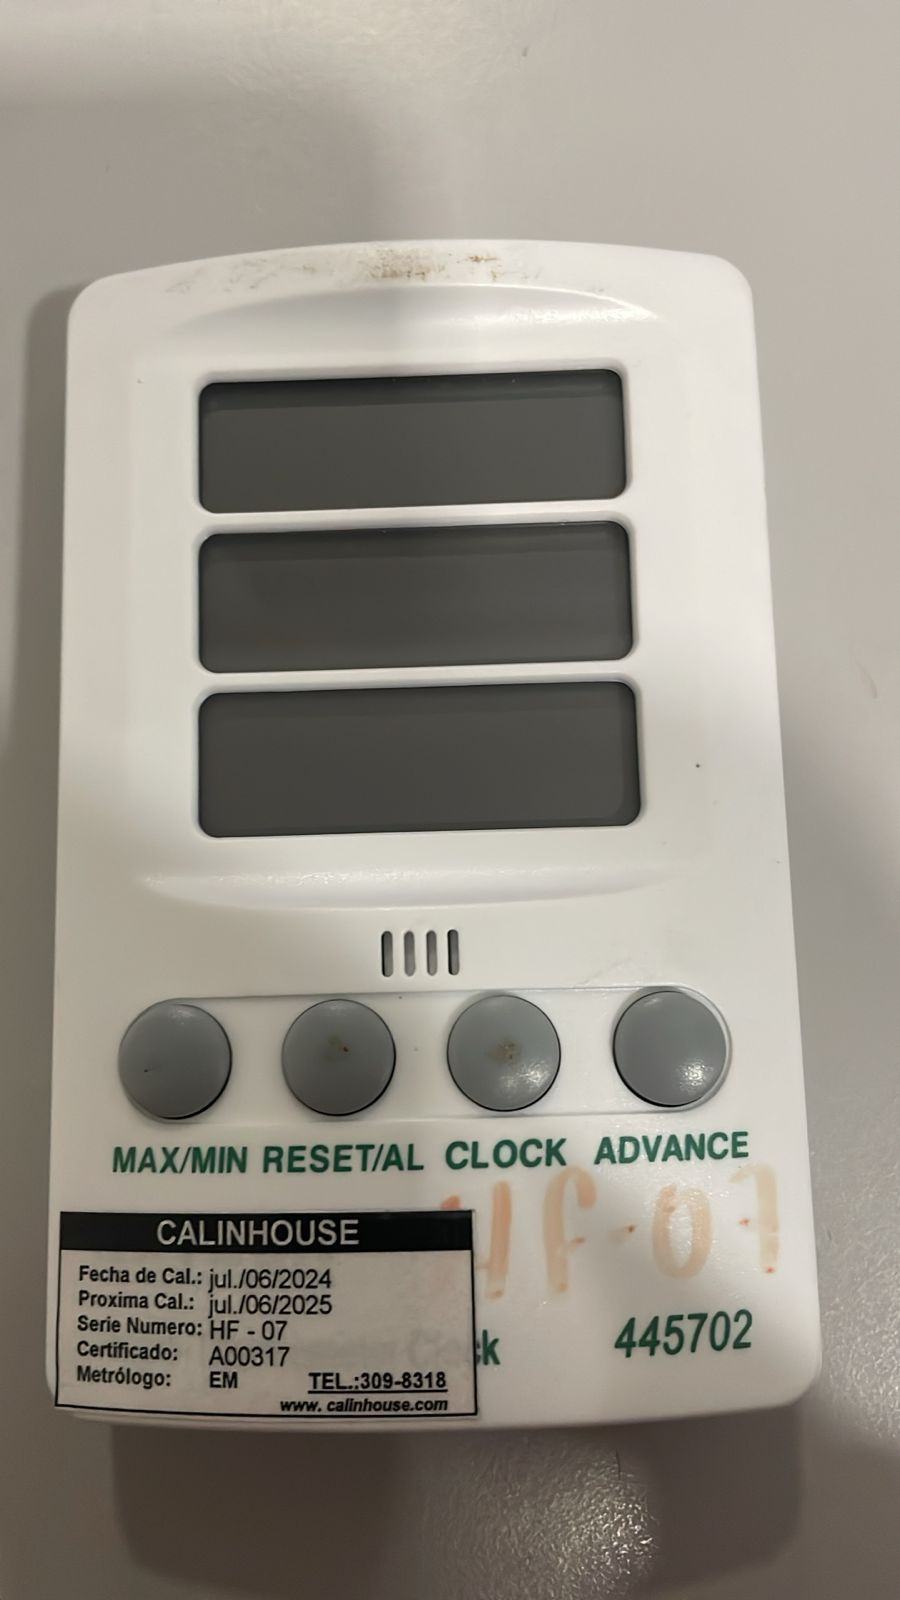 MAX/MIN RESET/AL CLOCK ADVANCE
HF-07
CALINHOUSE
Fecha de Cal.: jul./06/2024
Proxima Cal.: jul./06/2025
Serie Numero: HF - 07
Certificado: A00317
Metrólogo: EM TEL.:309-8318
www. calinhouse.com
445702